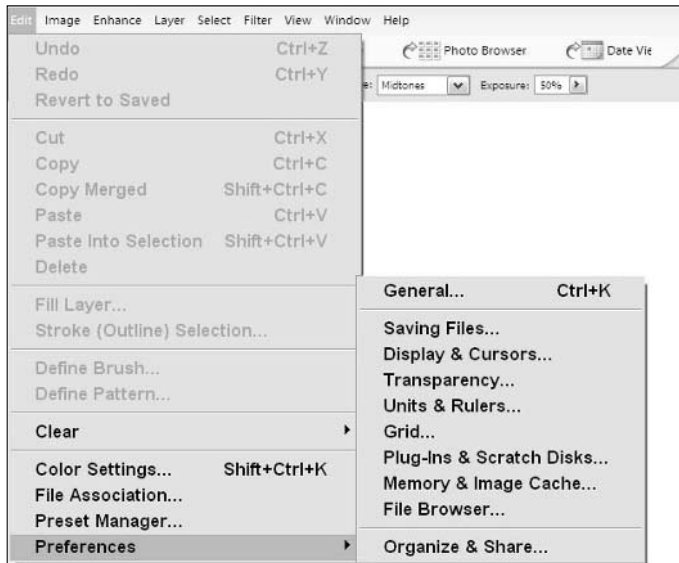 Edit Image Enhance Layer Select Filter View Window Help
Photo Browser Date Vie
e: Midtones Exposure: 50%
Undo Ctrl+Z
Redo Ctrl+Y
Revert to Saved
Cut Ctrl+X
Copy Ctrl+C
Copy Merged Shift+Ctrl+C
Paste Ctrl+V
Paste Into Selection Shift+Ctrl+V
Delete
Fill Layer...
Stroke (Outline) Selection...
Define Brush...
Define Pattern...
Clear
Color Settings... Shift+Ctrl+K
File Association...
Preset Manager...
Preferences
General... Ctrl+K
Saving Files...
Display & Cursors...
Transparency...
Units & Rulers...
Grid...
Plug-Ins & Scratch Disks...
Memory & Image Cache...
File Browser...
Organize & Share...